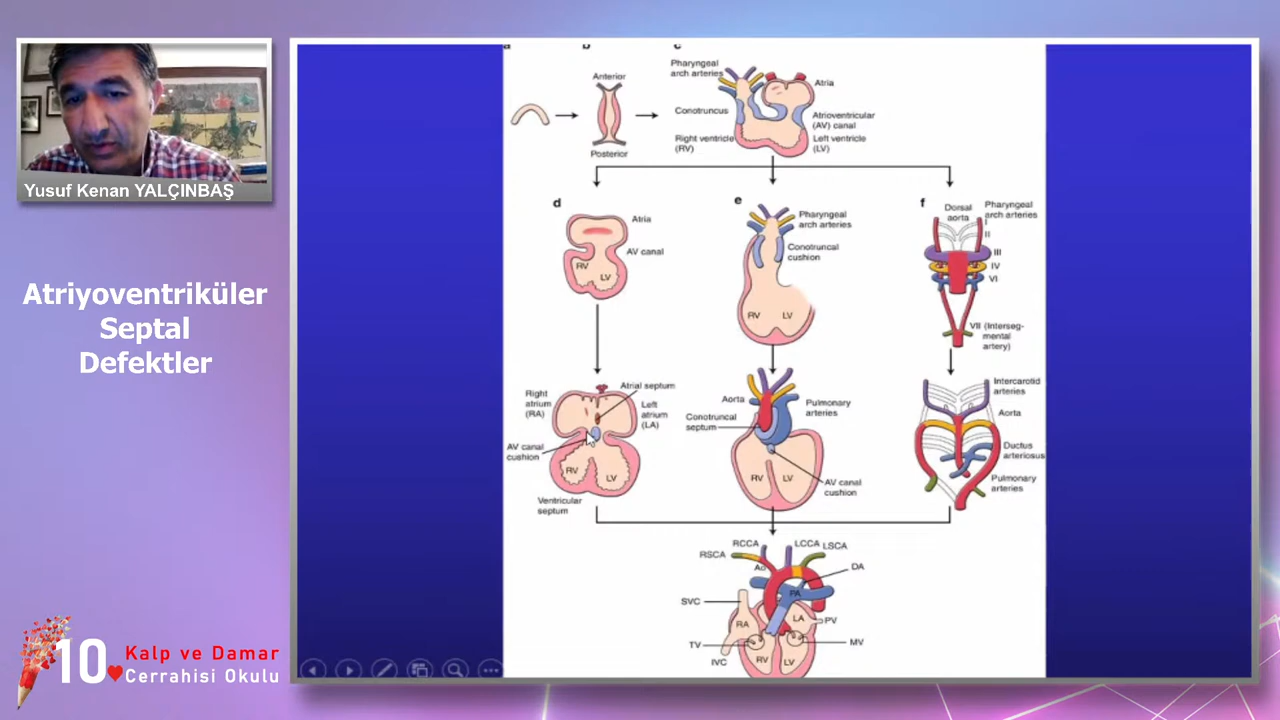 Yusuf Kenan YALÇINBAŞ
Atriyoventriküler
Septal
Defektler
10
Kalp ve Damar
Cerrahisi Okulu
a
b
c
Anterior
Posterior
Pharyngeal
arch arteries
Atria
Conotruncus
Atrioventricular
(AV) canal
Right ventricle
(RV)
Left ventricle
(LV)
d
Atria
AV canal
RV
LV
e
Pharyngeal
arch arteries
Conotruncal
cushion
RV
LV
f
Dorsal
aorta
Pharyngeal
arch arteries
I
II
III
IV
VI
VII (Interseg-
mental
artery)
Right
atrium
(RA)
Atrial septum
Left
atrium
(LA)
AV canal
cushion
RV
LV
Ventricular
septum
Aorta
Pulmonary
arteries
Conotruncal
septum
RV
LV
AV canal
cushion
Intercarotid
arteries
Aorta
Ductus
arteriosus
Pulmonary
arteries
RCCA
LCCA
LSCA
RSCA
Ao
DA
PA
SVC
RA
LA
PV
TV
MV
IVC
RV
LV